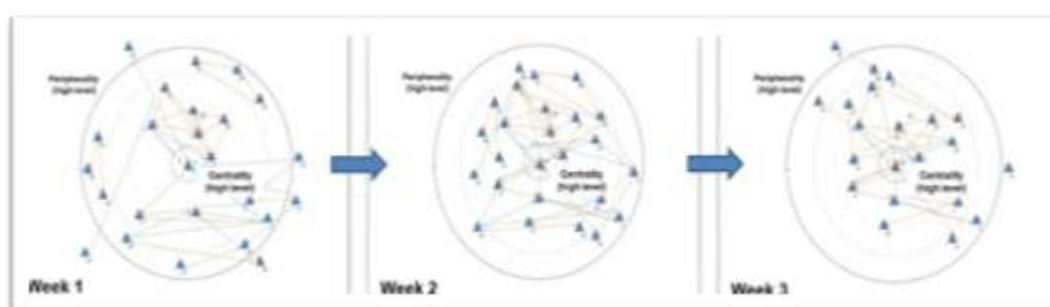 Peripherality
(high level)
Centrality
(high level)
Week 1
Peripherality
(high level)
Centrality
(high level)
Week 2
Peripherality
(high level)
Centrality
(high level)
Week 3